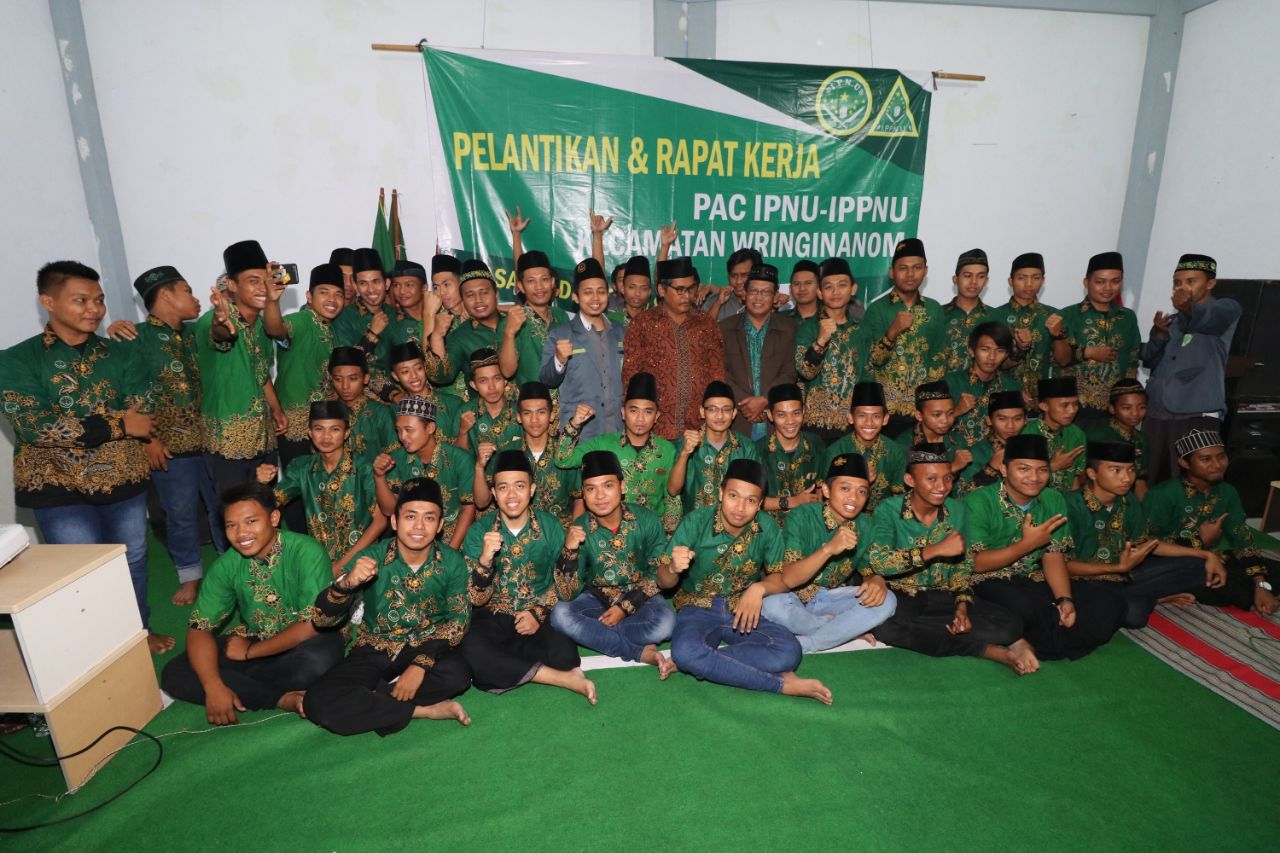 PELANTIKAN & RAPAT KERJA
PAC IPNU-IPPNU
KECAMATAN WRINGINANOM
I.P.N.U